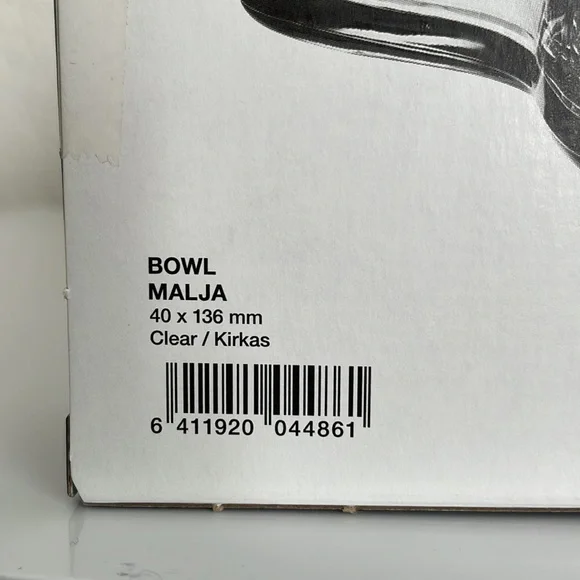 BOWL
MALJA
40 x 136 mm
Clear / Kirkas
6 411920 044861